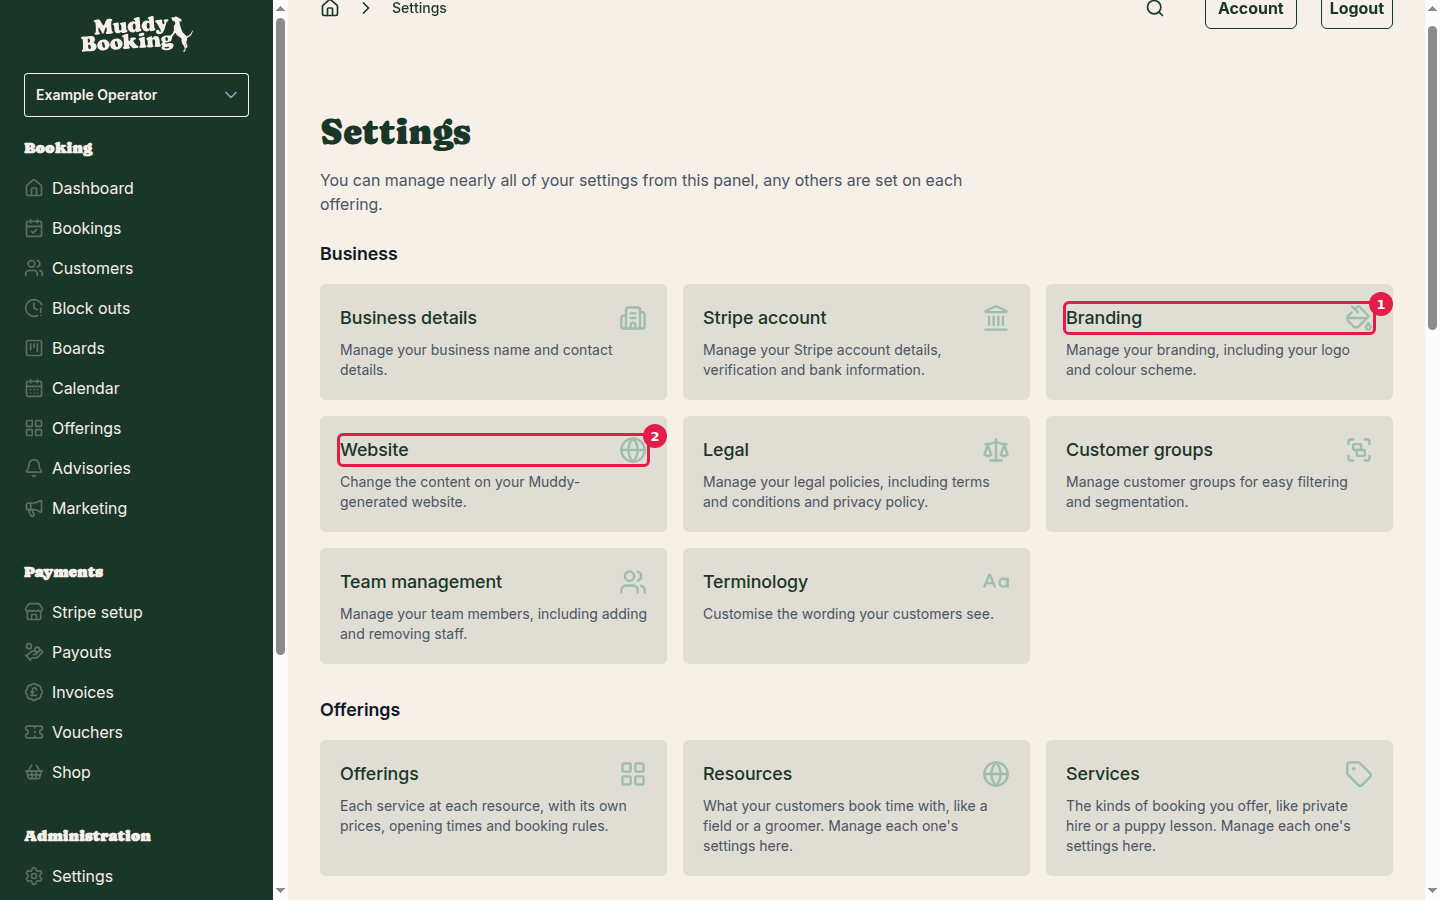 Muddy
Booking
Example Operator
Booking
Dashboard
Bookings
Customers
Block outs
Boards
Calendar
Offerings
Advisories
Marketing
Payments
Stripe setup
Payouts
Invoices
Vouchers
Shop
Administration
Settings
Settings
Account
Logout
Settings
You can manage nearly all of your settings from this panel, any others are set on each
offering.
Business
Business details
Manage your business name and contact
details.
Stripe account
Manage your Stripe account details,
verification and bank information.
Branding
1
Manage your branding, including your logo
and colour scheme.
Website
2
Change the content on your Muddy-
generated website.
Legal
Manage your legal policies, including terms
and conditions and privacy policy.
Customer groups
Manage customer groups for easy filtering
and segmentation.
Team management
Manage your team members, including adding
and removing staff.
Terminology
Aa
Customise the wording your customers see.
Offerings
Offerings
Each service at each resource, with its own
prices, opening times and booking rules.
Resources
What your customers book time with, like a
field or a groomer. Manage each one's
settings here.
Services
The kinds of booking you offer, like private
hire or a puppy lesson. Manage each one's
settings here.